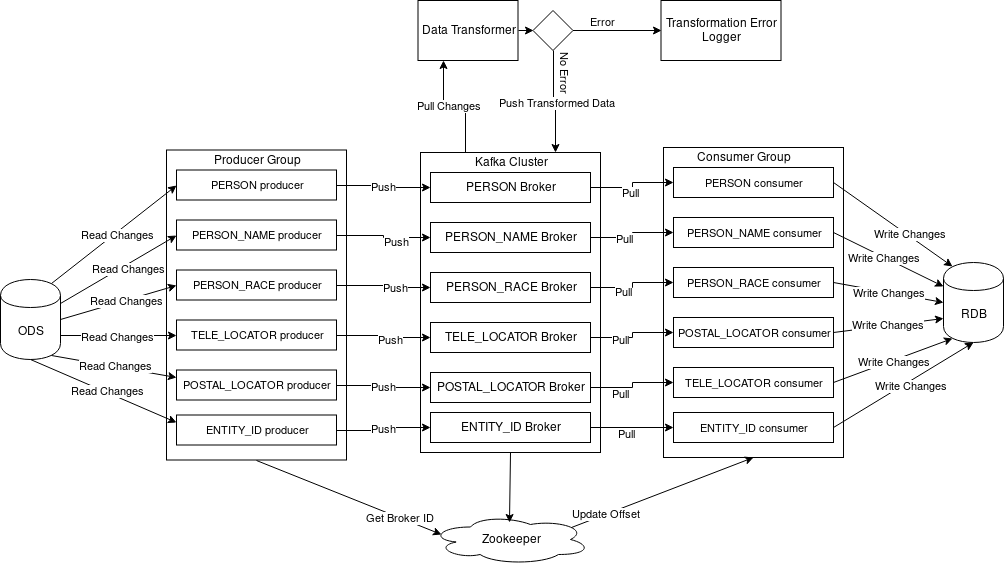 Data Transformer
Error
Transformation Error
Logger
No Error
Pull Changes
Push Transformed Data
Producer Group
Kafka Cluster
Consumer Group
PERSON producer
Push
PERSON Broker
Pull
PERSON consumer
Read Changes
PERSON_NAME producer
Push
PERSON_NAME Broker
Pull
PERSON_NAME consumer
Write Changes
Read Changes
Write Changes
PERSON_RACE producer
Push
PERSON_RACE Broker
Pull
PERSON_RACE consumer
Write Changes
Read Changes
ODS
RDB
Read Changes
TELE_LOCATOR producer
Push
TELE_LOCATOR Broker
Pull
POSTAL_LOCATOR consumer
Write Changes
Read Changes
Write Changes
POSTAL_LOCATOR producer
Push
POSTAL_LOCATOR Broker
Pull
TELE_LOCATOR consumer
Read Changes
Write Changes
ENTITY_ID producer
Push
ENTITY_ID Broker
Pull
ENTITY_ID consumer
Get Broker ID
Update Offset
Zookeeper